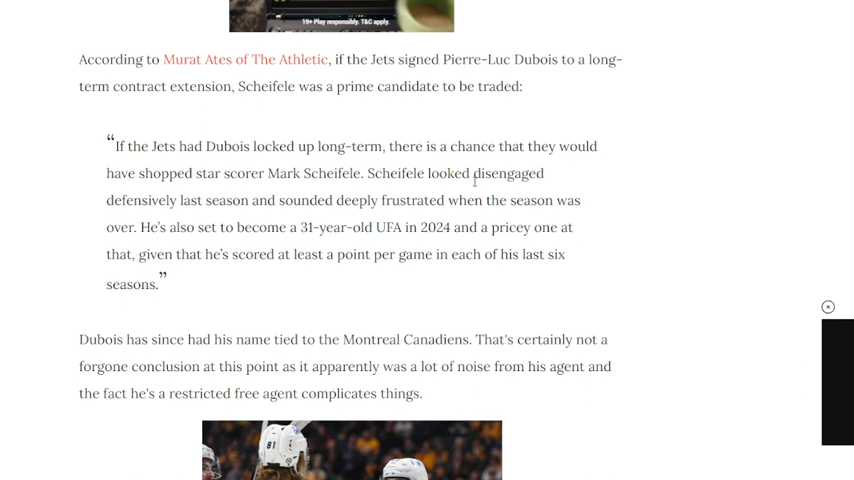 19+ Play responsibly. T&C apply.
According to Murat Ates of The Athletic, if the Jets signed Pierre-Luc Dubois to a long-
term contract extension, Scheifele was a prime candidate to be traded:
“If the Jets had Dubois locked up long-term, there is a chance that they would
have shopped star scorer Mark Scheifele. Scheifele looked disengaged
defensively last season and sounded deeply frustrated when the season was
over. He’s also set to become a 31-year-old UFA in 2024 and a pricey one at
that, given that he’s scored at least a point per game in each of his last six
seasons.”
Dubois has since had his name tied to the Montreal Canadiens. That's certainly not a
forgone conclusion at this point as it apparently was a lot of noise from his agent and
the fact he's a restricted free agent complicates things.
81